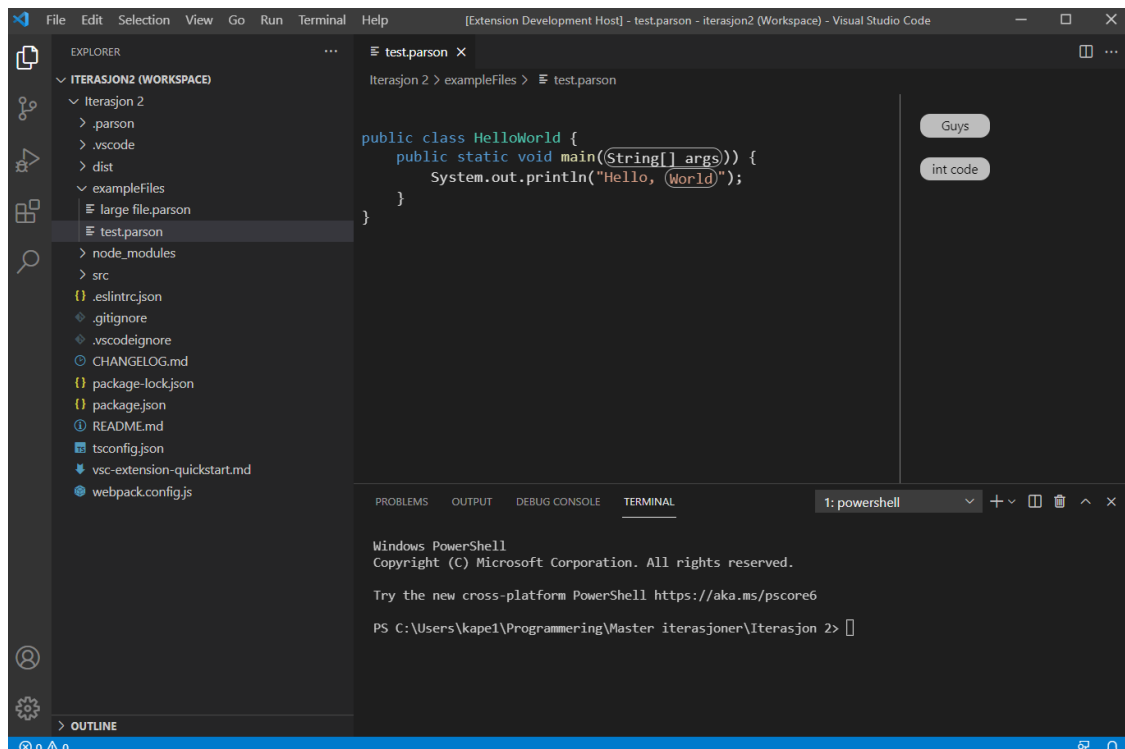 File Edit Selection View Go Run Terminal Help [Extension Development Host] - test.parson - iterasjon2 (Workspace) - Visual Studio Code
EXPLORER
ITERASJON2 (WORKSPACE)
Iterasjon 2
.parson
.vscode
dist
exampleFiles
large file.parson
test.parson
node_modules
src
.eslintrc.json
.gitignore
.vscodeignore
CHANGELOG.md
package-lock.json
package.json
README.md
tsconfig.json
vsc-extension-quickstart.md
webpack.config.js
OUTLINE
test.parson
Iterasjon 2 > exampleFiles > test.parson
public class HelloWorld {
public static void main(String[] args)) {
System.out.println("Hello, World");
}
}
Guys
int code
PROBLEMS OUTPUT DEBUG CONSOLE TERMINAL 1: powershell
Windows PowerShell
Copyright (C) Microsoft Corporation. All rights reserved.
Try the new cross-platform PowerShell https://aka.ms/pscore6
PS C:\Users\kape1\Programmering\Master iterasjoner\Iterasjon 2>
0 0